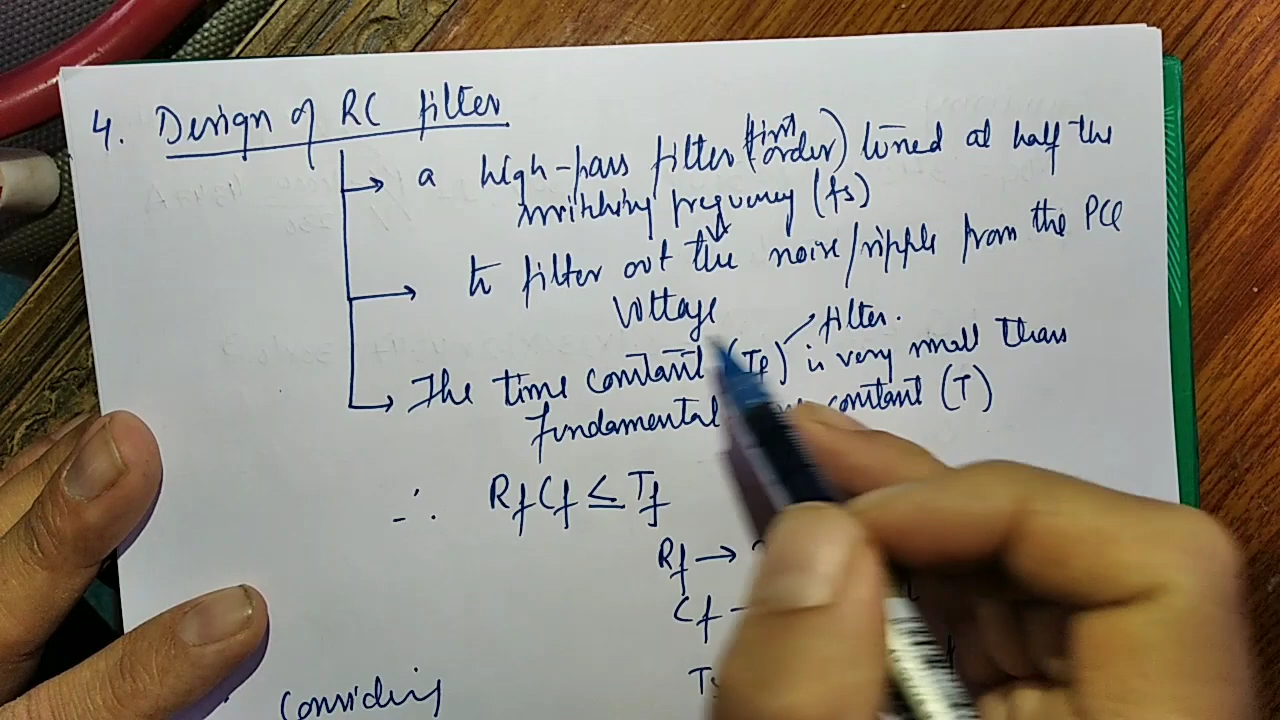 4. Design of RC filter
a high-pass filter (first order) tuned at half the
switching frequency (fs)
to filter out the noise/ripple from the PCC
voltage
filter.
The time constant (Tf) is very small than
fundamental constant (T)
∴ RfCf ≤ Tf
Rf →
Cf
Considering